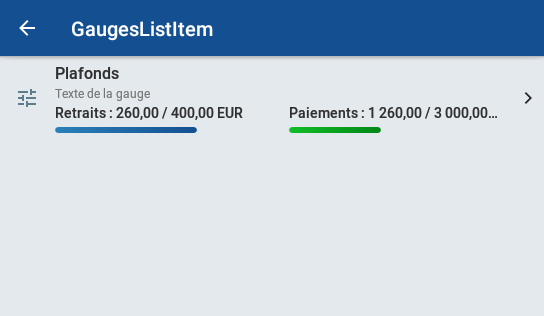 GaugesListItem
Plafonds
Texte de la gauge
Retraits : 260,00 / 400,00 EUR
Paiements : 1 260,00 / 3 000,00...